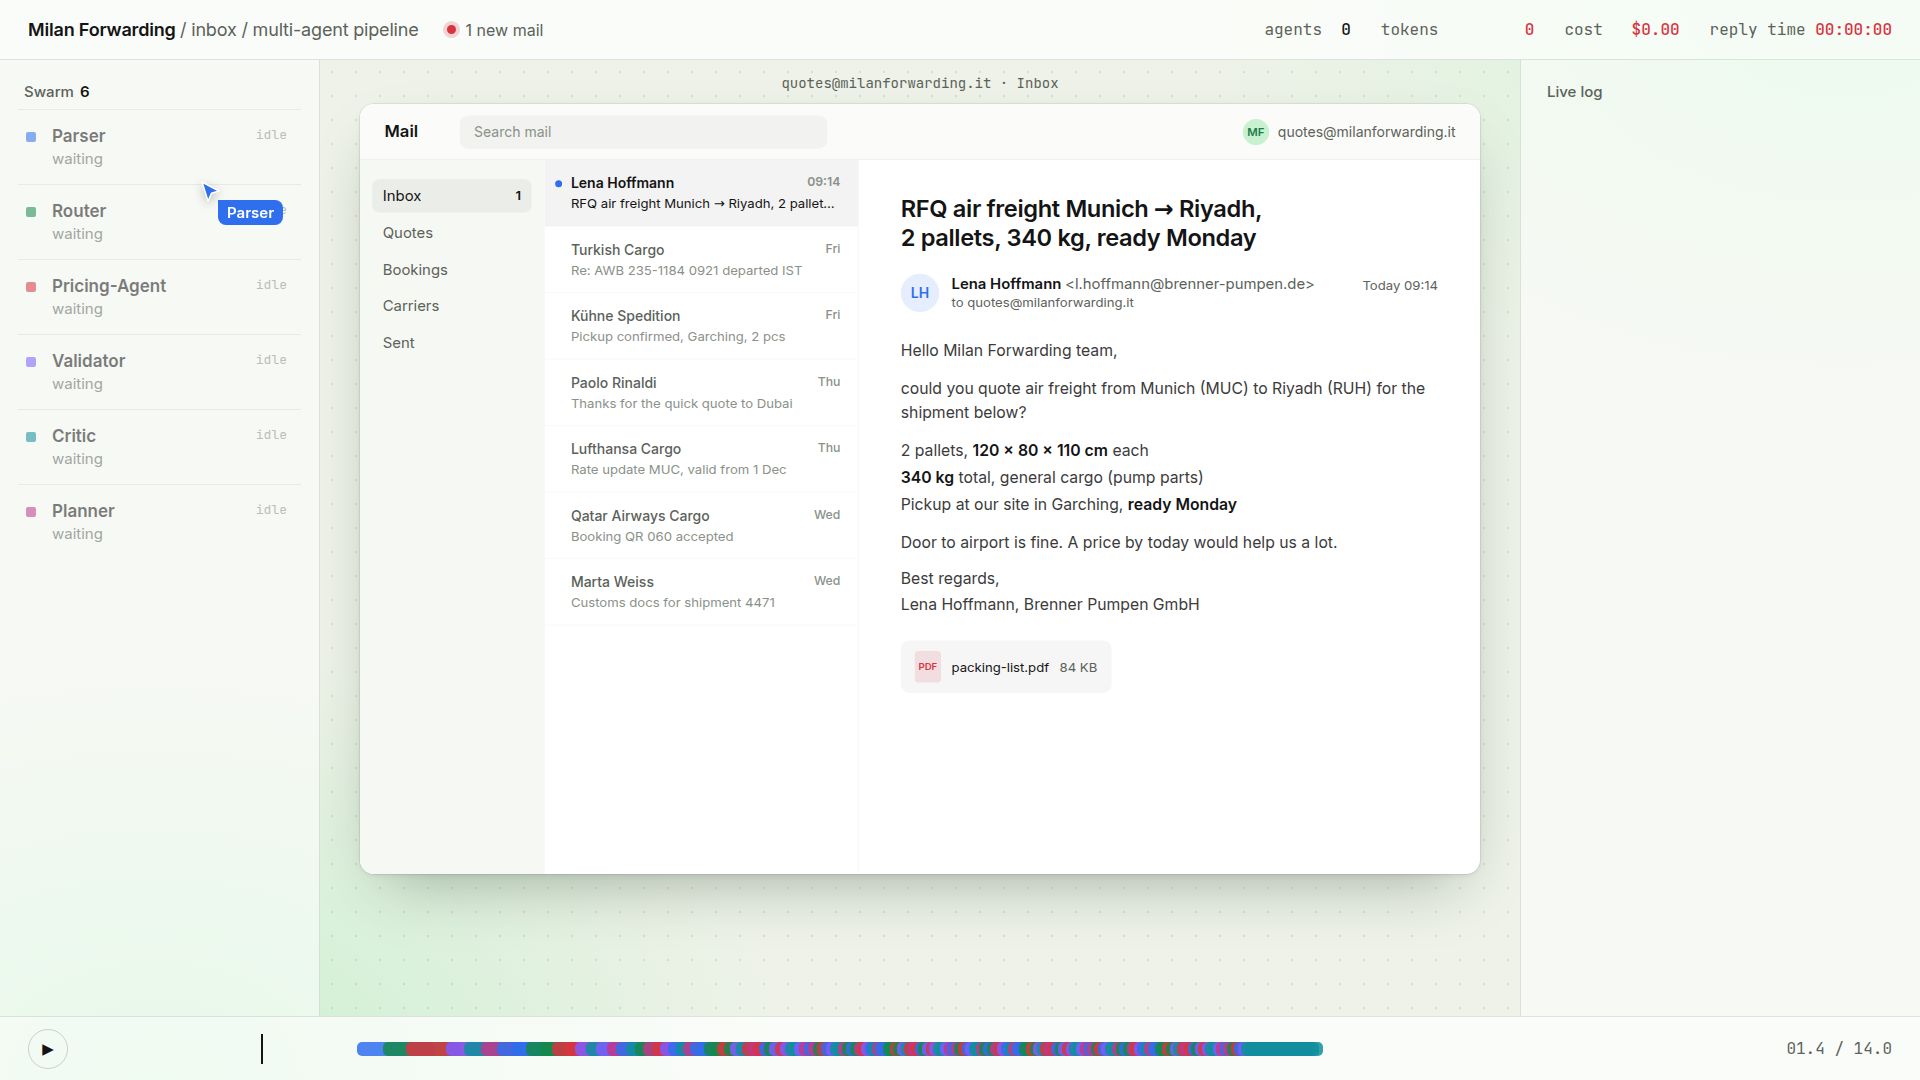 Milan Forwarding / inbox / multi-agent pipeline
1 new mail
agents 0 tokens 0 cost $0.00 reply time 00:00:00
Swarm 6
Parser idle
waiting
Router
waiting
Parser
Pricing-Agent idle
waiting
Validator idle
waiting
Critic idle
waiting
Planner idle
waiting
quotes@milanforwarding.it · Inbox
Mail
Search mail
MF quotes@milanforwarding.it
Inbox 1
Quotes
Bookings
Carriers
Sent
Lena Hoffmann 09:14
RFQ air freight Munich → Riyadh, 2 pallet...
Turkish Cargo Fri
Re: AWB 235-1184 0921 departed IST
Kühne Spedition Fri
Pickup confirmed, Garching, 2 pcs
Paolo Rinaldi Thu
Thanks for the quick quote to Dubai
Lufthansa Cargo Thu
Rate update MUC, valid from 1 Dec
Qatar Airways Cargo Wed
Booking QR 060 accepted
Marta Weiss Wed
Customs docs for shipment 4471
RFQ air freight Munich → Riyadh,
2 pallets, 340 kg, ready Monday
LH
Lena Hoffmann <l.hoffmann@brenner-pumpen.de> Today 09:14
to quotes@milanforwarding.it
Hello Milan Forwarding team,
could you quote air freight from Munich (MUC) to Riyadh (RUH) for the
shipment below?
2 pallets, 120 × 80 × 110 cm each
340 kg total, general cargo (pump parts)
Pickup at our site in Garching, ready Monday
Door to airport is fine. A price by today would help us a lot.
Best regards,
Lena Hoffmann, Brenner Pumpen GmbH
PDF packing-list.pdf 84 KB
Live log
01.4 / 14.0